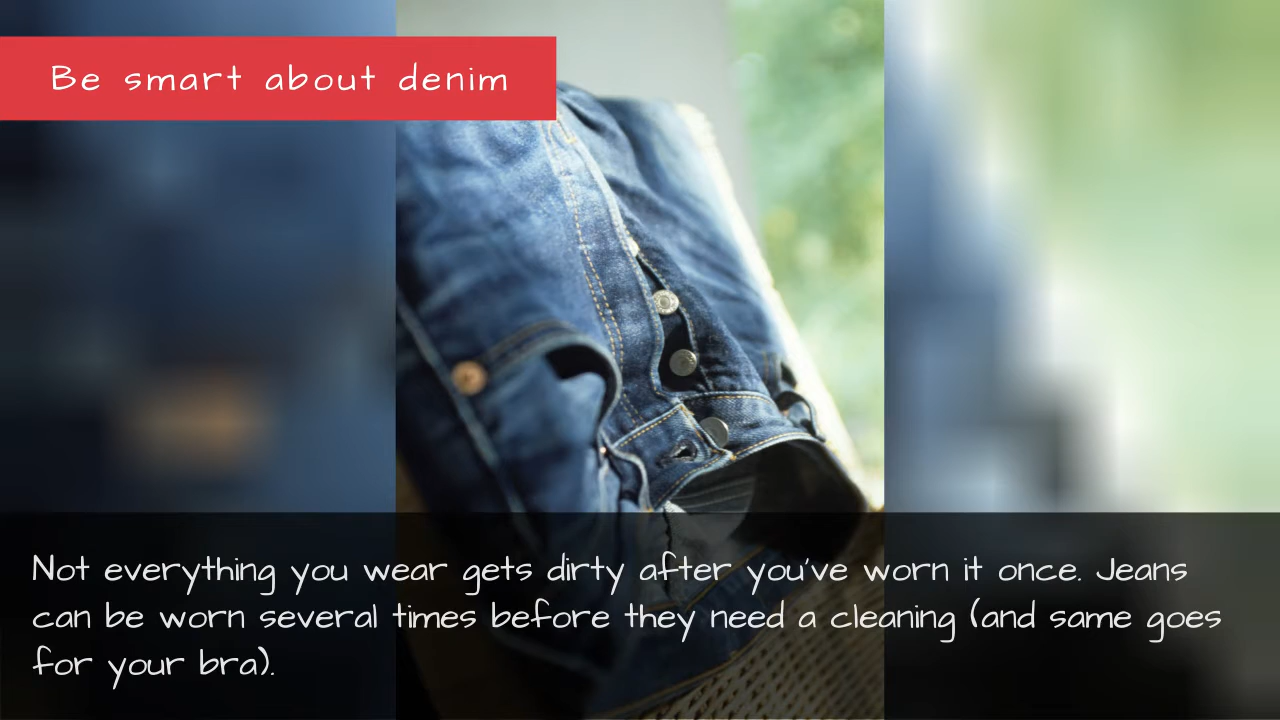 Be smart about denim
Not everything you wear gets dirty after you've worn it once. Jeans
can be worn several times before they need a cleaning (and same goes
for your bra).